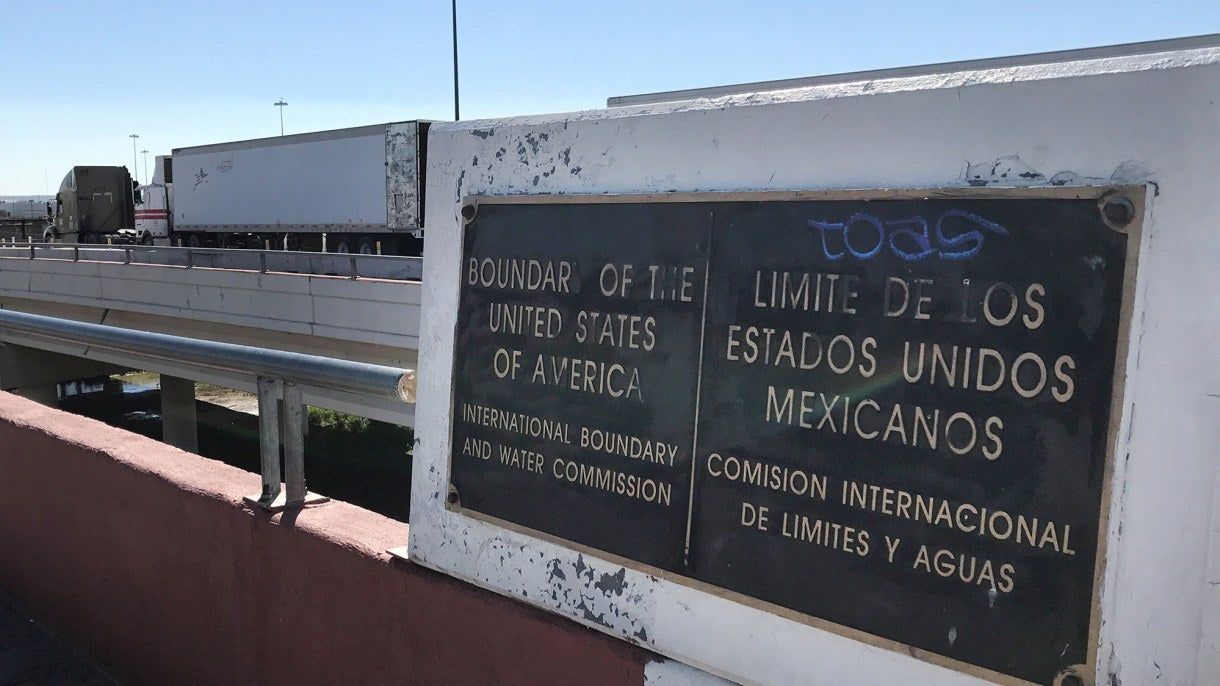 BOUNDARY OF THE
UNITED STATES
OF AMERICA
INTERNATIONAL BOUNDARY
AND WATER COMMISSION
toas
LIMITE DE LOS
ESTADOS UNIDOS
MEXICANOS
COMISION INTERNACIONAL
DE LIMITES Y AGUAS